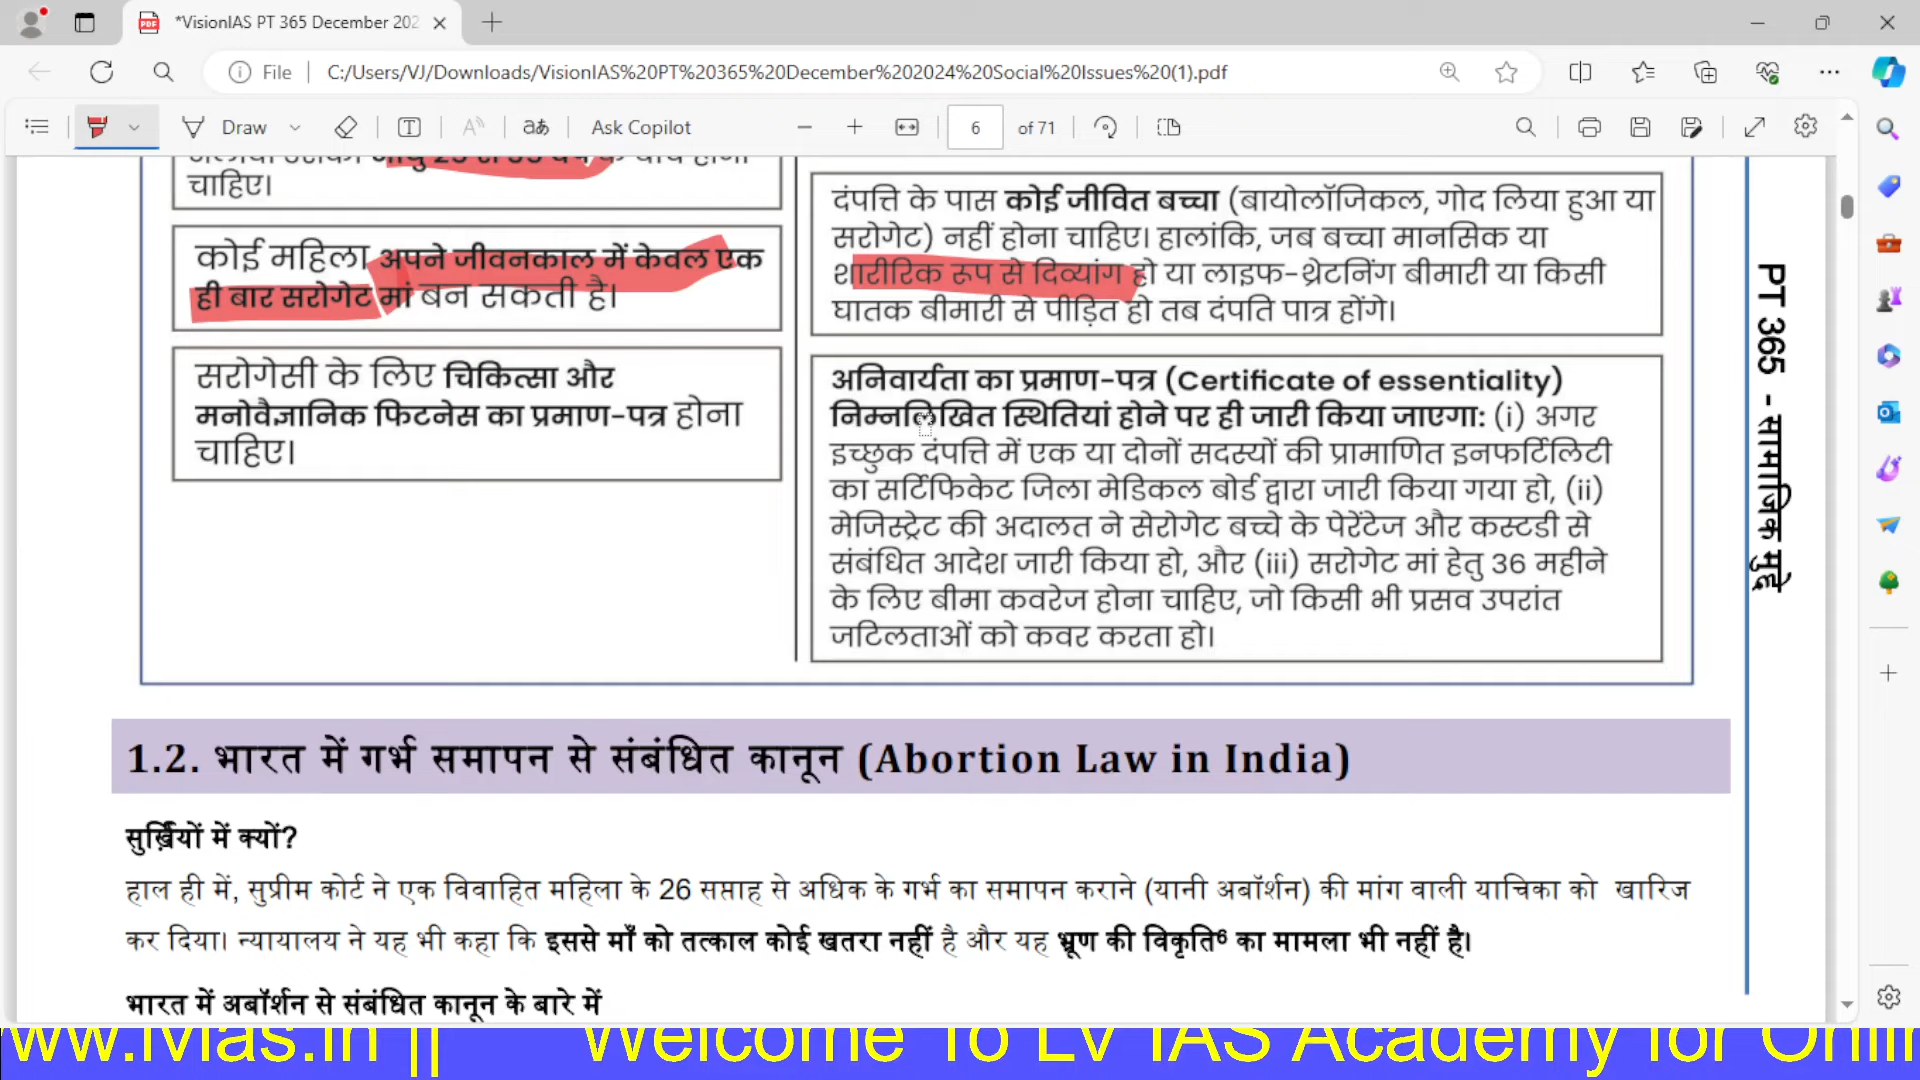 *VisionIAS PT 365 December 202
File
C:/Users/VJ/Downloads/VisionIAS%20PT%20365%20December%202024%20Social%20Issues%20(1).pdf
Draw
Ask Copilot
6 of 71
चाहिए।
कोई महिला अपने जीवनकाल में केवल एक
ही बार सरोगेट मां बन सकती है।
सरोगेसी के लिए चिकित्सा और
मनोवैज्ञानिक फिटनेस का प्रमाण-पत्र होना
चाहिए।
दंपत्ति के पास कोई जीवित बच्चा (बायोलॉजिकल, गोद लिया हुआ या
सरोगेट) नहीं होना चाहिए। हालांकि, जब बच्चा मानसिक या
शारीरिक रूप से दिव्यांग हो या लाइफ-थ्रेटनिंग बीमारी या किसी
घातक बीमारी से पीड़ित हो तब दंपति पात्र होंगे।
अनिवार्यता का प्रमाण-पत्र (Certificate of essentiality)
निम्नलिखित स्थितियां होने पर ही जारी किया जाएगा: (i) अगर
इच्छुक दंपत्ति में एक या दोनों सदस्यों की प्रामाणित इनफर्टिलिटी
का सर्टिफिकेट जिला मेडिकल बोर्ड द्वारा जारी किया गया हो, (ii)
मेजिस्ट्रेट की अदालत ने सेरोगेट बच्चे के पेरेंटेज और कस्टडी से
संबंधित आदेश जारी किया हो, और (iii) सरोगेट मां हेतु 36 महीने
के लिए बीमा कवरेज होना चाहिए, जो किसी भी प्रसव उपरांत
जटिलताओं को कवर करता हो।
PT 365 - सामाजिक मुद्दे
1.2. भारत में गर्भ समापन से संबंधित कानून (Abortion Law in India)
सुर्ख़ियों में क्यों?
हाल ही में, सुप्रीम कोर्ट ने एक विवाहित महिला के 26 सप्ताह से अधिक के गर्भ का समापन कराने (यानी अबॉर्शन) की मांग वाली याचिका को खारिज
कर दिया। न्यायालय ने यह भी कहा कि इससे माँ को तत्काल कोई खतरा नहीं है और यह भ्रूण की विकृति⁶ का मामला भी नहीं है।
भारत में अबॉर्शन से संबंधित कानून के बारे में
ww.lvias.in || Welcome To LV IAS Academy for Onli